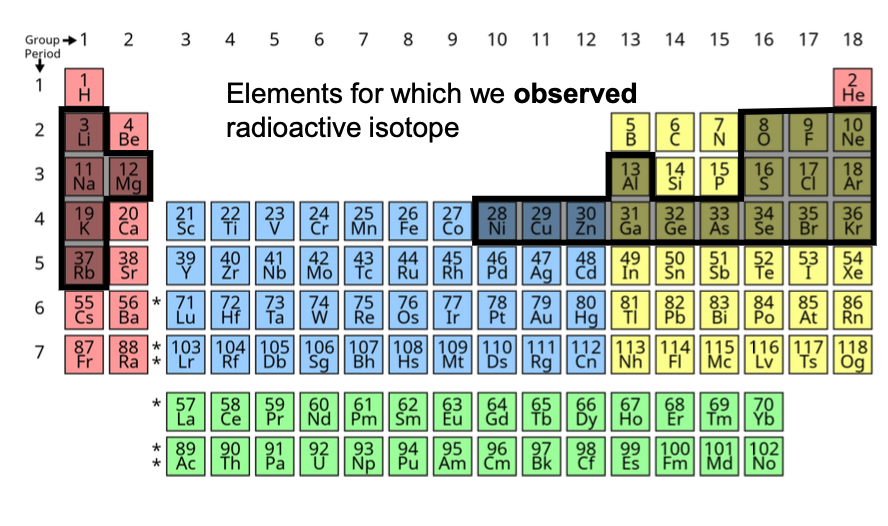 Group → 1 2 3 4 5 6 7 8 9 10 11 12 13 14 15 16 17 18
Period
Elements for which we observed
radioactive isotope
1 1 2
H He
2 3 4 5 6 7 8 9 10
Li Be B C N O F Ne
3 11 12 13 14 15 16 17 18
Na Mg Al Si P S Cl Ar
4 19 20 21 22 23 24 25 26 27 28 29 30 31 32 33 34 35 36
K Ca Sc Ti V Cr Mn Fe Co Ni Cu Zn Ga Ge As Se Br Kr
5 37 38 39 40 41 42 43 44 45 46 47 48 49 50 51 52 53 54
Rb Sr Y Zr Nb Mo Tc Ru Rh Pd Ag Cd In Sn Sb Te I Xe
6 55 56 * 71 72 73 74 75 76 77 78 79 80 81 82 83 84 85 86
Cs Ba Lu Hf Ta W Re Os Ir Pt Au Hg Tl Pb Bi Po At Rn
7 87 88 * 103 104 105 106 107 108 109 110 111 112 113 114 115 116 117 118
Fr Ra * Lr Rf Db Sg Bh Hs Mt Ds Rg Cn Nh Fl Mc Lv Ts Og
* 57 58 59 60 61 62 63 64 65 66 67 68 69 70
La Ce Pr Nd Pm Sm Eu Gd Tb Dy Ho Er Tm Yb
* 89 90 91 92 93 94 95 96 97 98 99 100 101 102
* Ac Th Pa U Np Pu Am Cm Bk Cf Es Fm Md No